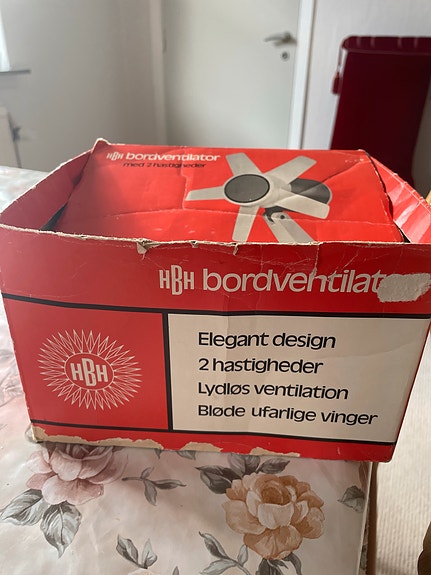 HBH bordventilator
med 2 hastigheder
HBH bordventilat
HBH
Elegant design
2 hastigheder
Lydløs ventilation
Bløde ufarlige vinger